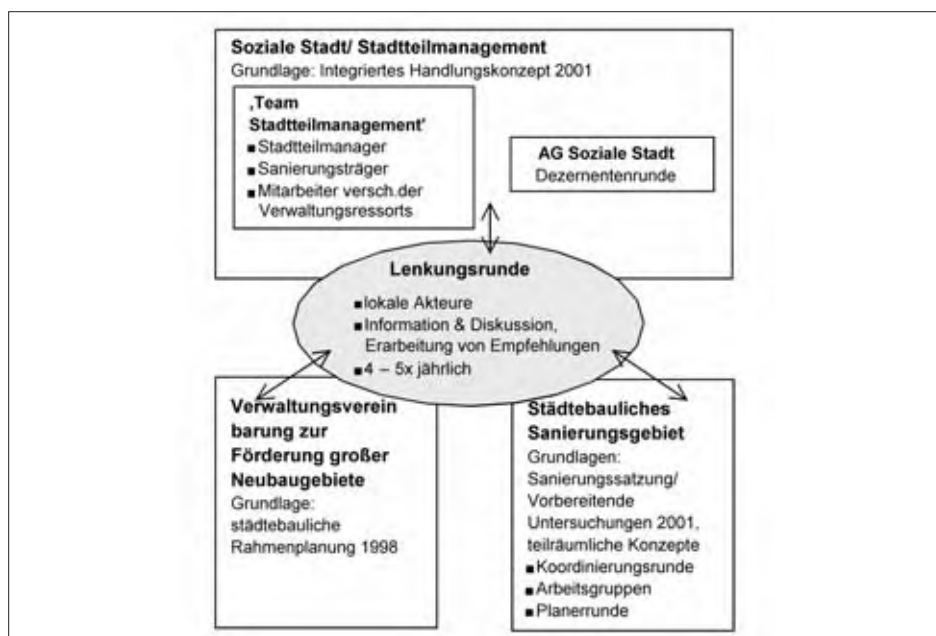 Soziale Stadt/ Stadtteilmanagement
Grundlage: Integriertes Handlungskonzept 2001
‚Team
Stadtteilmanagement'
■ Stadtteilmanager
■ Sanierungsträger
■ Mitarbeiter versch.der
Verwaltungsressorts
AG Soziale Stadt
Dezernentenrunde
Lenkungsrunde
■ lokale Akteure
■ Information & Diskussion,
Erarbeitung von Empfehlungen
■ 4 – 5x jährlich
Verwaltungsverein
barung zur
Förderung großer
Neubaugebiete
Grundlage:
städtebauliche
Rahmenplanung 1998
Städtebauliches
Sanierungsgebiet
Grundlagen:
Sanierungssatzung/
Vorbereitende
Untersuchungen 2001,
teilräumliche Konzepte
■ Koordinierungsrunde
■ Arbeitsgruppen
■ Planerrunde